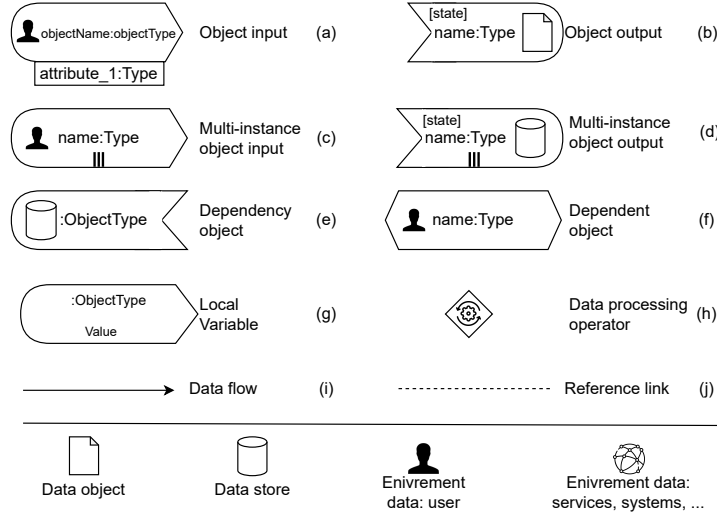 objectName:objectType
attribute_1:Type
Object input (a)
[state]
name:Type
Object output (b)
name:Type
Multi-instance
object input (c)
[state]
name:Type
Multi-instance
object output (d)
:ObjectType
Dependency
object (e)
name:Type
Dependent
object (f)
:ObjectType
Value
Local
Variable (g)
Data processing
operator (h)
Data flow (i)
Reference link (j)
Data object
Data store
Enivrement
data: user
Enivrement data:
services, systems, ...